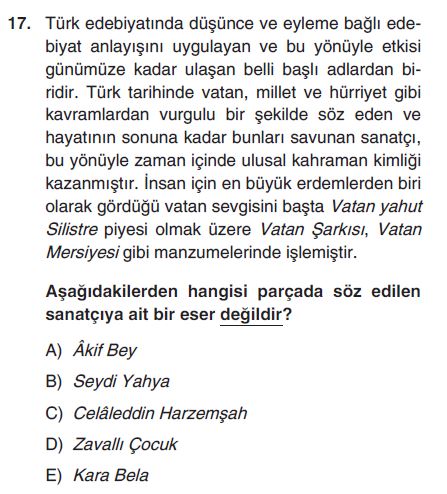 17. Türk edebiyatında düşünce ve eyleme bağlı ede-
biyat anlayışını uygulayan ve bu yönüyle etkisi
günümüze kadar ulaşan belli başlı adlardan bi-
ridir. Türk tarihinde vatan, millet ve hürriyet gibi
kavramlardan vurgulu bir şekilde söz eden ve
hayatının sonuna kadar bunları savunan sanatçı,
bu yönüyle zaman içinde ulusal kahraman kimliği
kazanmıştır. İnsan için en büyük erdemlerden biri
olarak gördüğü vatan sevgisini başta Vatan yahut
Silistre piyesi olmak üzere Vatan Şarkısı, Vatan
Mersiyesi gibi manzumelerinde işlemiştir.
Aşağıdakilerden hangisi parçada söz edilen
sanatçıya ait bir eser değildir?
A) Âkif Bey
B) Seydi Yahya
C) Celâleddin Harzemşah
D) Zavallı Çocuk
E) Kara Bela